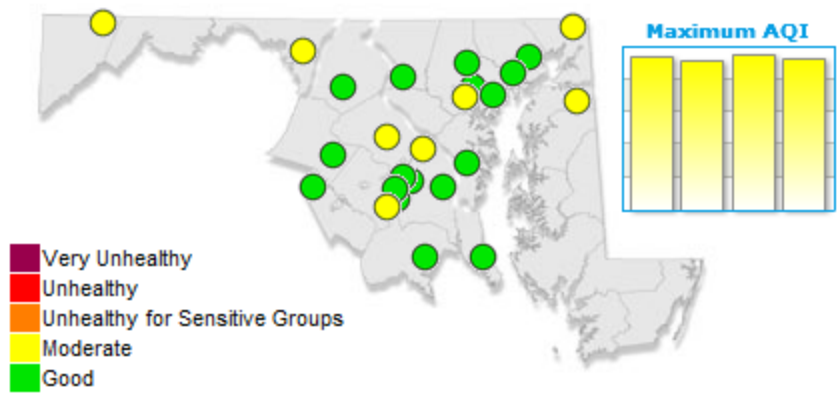 Maximum AQI
Very Unhealthy
Unhealthy
Unhealthy for Sensitive Groups
Moderate
Good